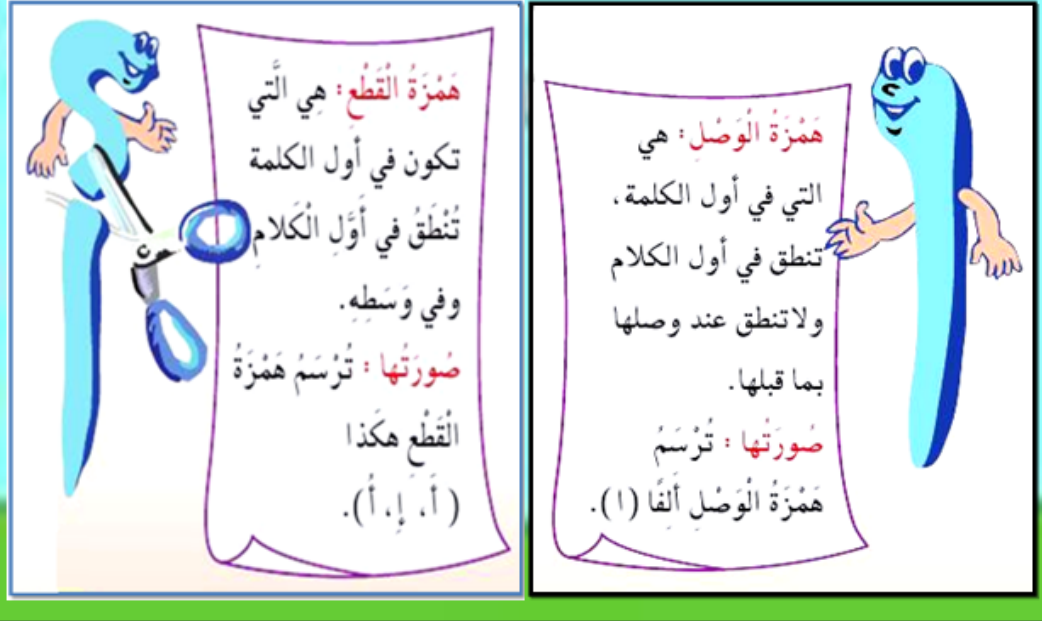 هَمْزَةُ الْوَصْلِ: هي
التي في أول الكلمة،
تنطق في أول الكلام
ولاتنطق عند وصلها
بما قبلها.
صُورَتُها : تُرْسَمُ
هَمْزَةُ الْوَصْلِ أَلِفًا (ا).
هَمْزَةُ الْقَطْعِ: هِي الَّتي
تكون في أول الكلمة
تُنْطَقُ في أَوَّلِ الْكَلامِ
وفي وَسَطِهِ.
صُورَتُها : تُرْسَمُ هَمْزَةُ
الْقَطْعِ هكَذا
( أَ، إِ، أُ).